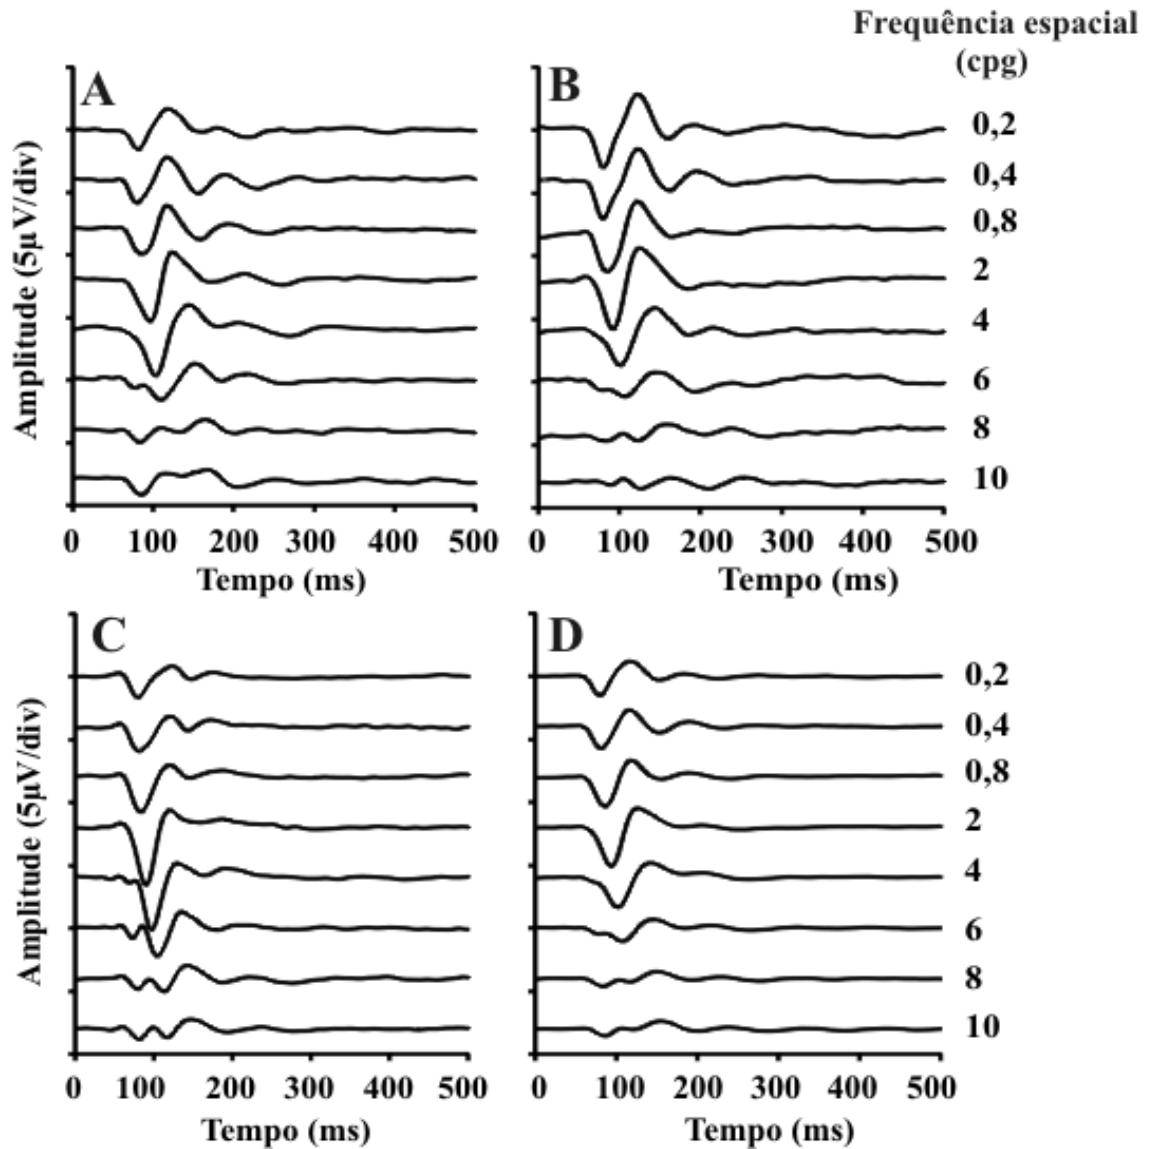 Frequência espacial
(cpg)
A
B
Amplitude (5µ V/div)
0,2
0,4
0,8
2
4
6
8
10
0 100 200 300 400 500
0 100 200 300 400 500
Tempo (ms)
Tempo (ms)
C
D
Amplitude (5µV/div)
0,2
0,4
0,8
2
4
6
8
10
0 100 200 300 400 500
0 100 200 300 400 500
Tempo (ms)
Tempo (ms)